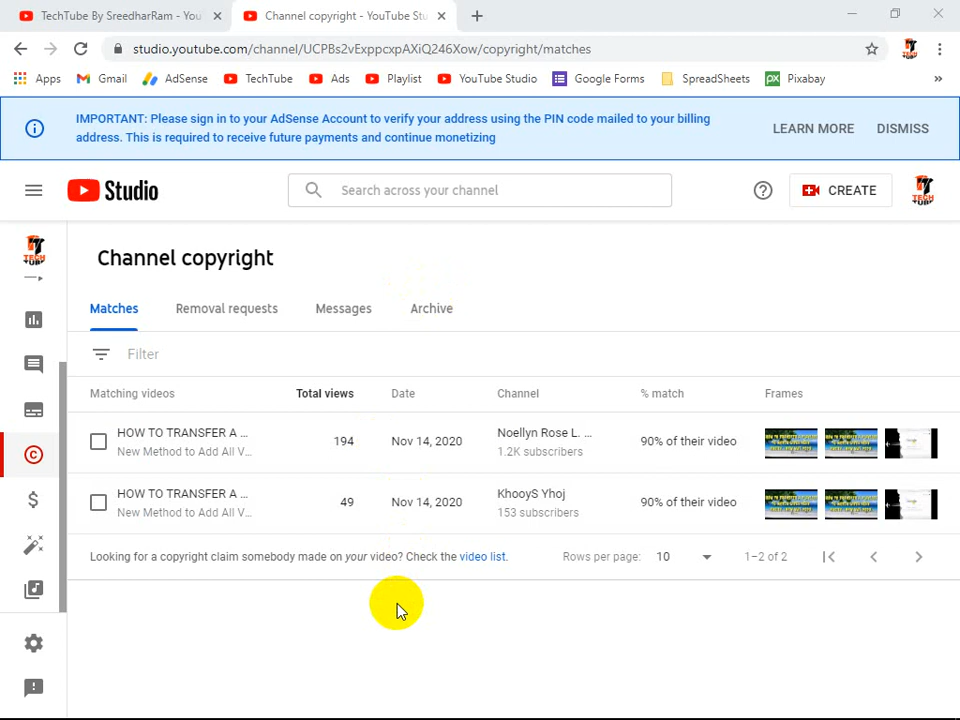 TechTube By SreedharRam - You
Channel copyright - YouTube Stu
studio.youtube.com/channel/UCPBs2vExppcxpAXiQ246Xow/copyright/matches
Apps Gmail AdSense TechTube Ads Playlist YouTube Studio Google Forms SpreadSheets Pixabay »
IMPORTANT: Please sign in to your AdSense Account to verify your address using the PIN code mailed to your billing
address. This is required to receive future payments and continue monetizing
LEARN MORE DISMISS
Studio
Search across your channel
CREATE
TECH
TUBE
TECH
TUBE
Channel copyright
Matches Removal requests Messages Archive
Filter
Matching videos Total views Date Channel % match Frames
HOW TO TRANSFER A ...
New Method to Add All V...
194 Nov 14, 2020
Noellyn Rose L. ...
1.2K subscribers
90% of their video
HOW TO TRANSFER A ...
New Method to Add All V...
49 Nov 14, 2020
KhooyS Yhoj
153 subscribers
90% of their video
Looking for a copyright claim somebody made on your video? Check the video list.
Rows per page: 10 1–2 of 2